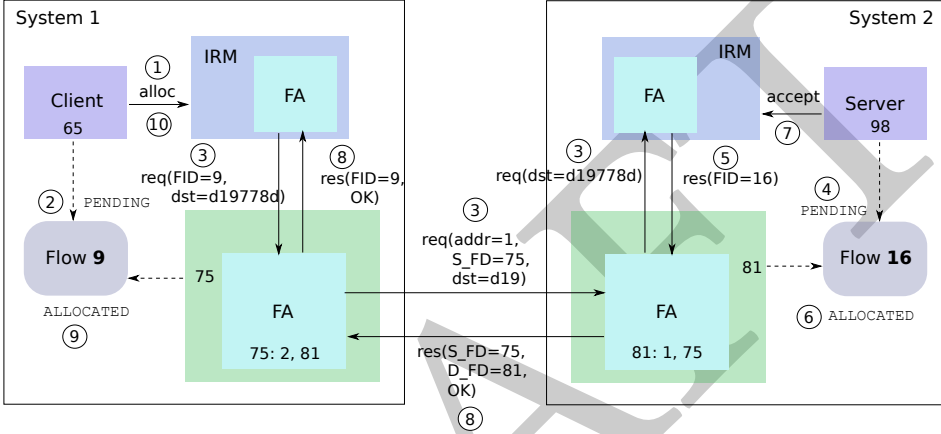 System 1
System 2
IRM
FA
Client
65
1
alloc
10
3
req(FID=9,
dst=d19778d)
8
res(FID=9,
OK)
2
PENDING
Flow 9
ALLOCATED
9
75
FA
75: 2, 81
3
req(addr=1,
S_FD=75,
dst=d19)
res(S_FD=75,
D_FD=81,
OK)
8
IRM
FA
accept
7
Server
98
3
req(dst=d19778d)
5
res(FID=16)
4
PENDING
Flow 16
6
ALLOCATED
81
FA
81: 1, 75